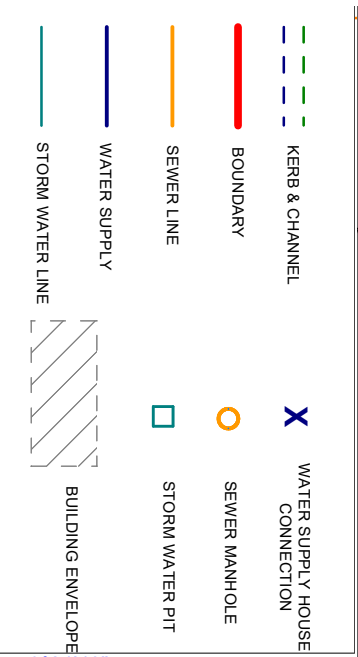 KERB & CHANNEL
BOUNDARY
SEWER LINE
WATER SUPPLY
STORM WATER LINE
X
WATER SUPPLY HOUSE
CONNECTION
SEWER MANHOLE
STORM WATER PIT
BUILDING ENVELOPE